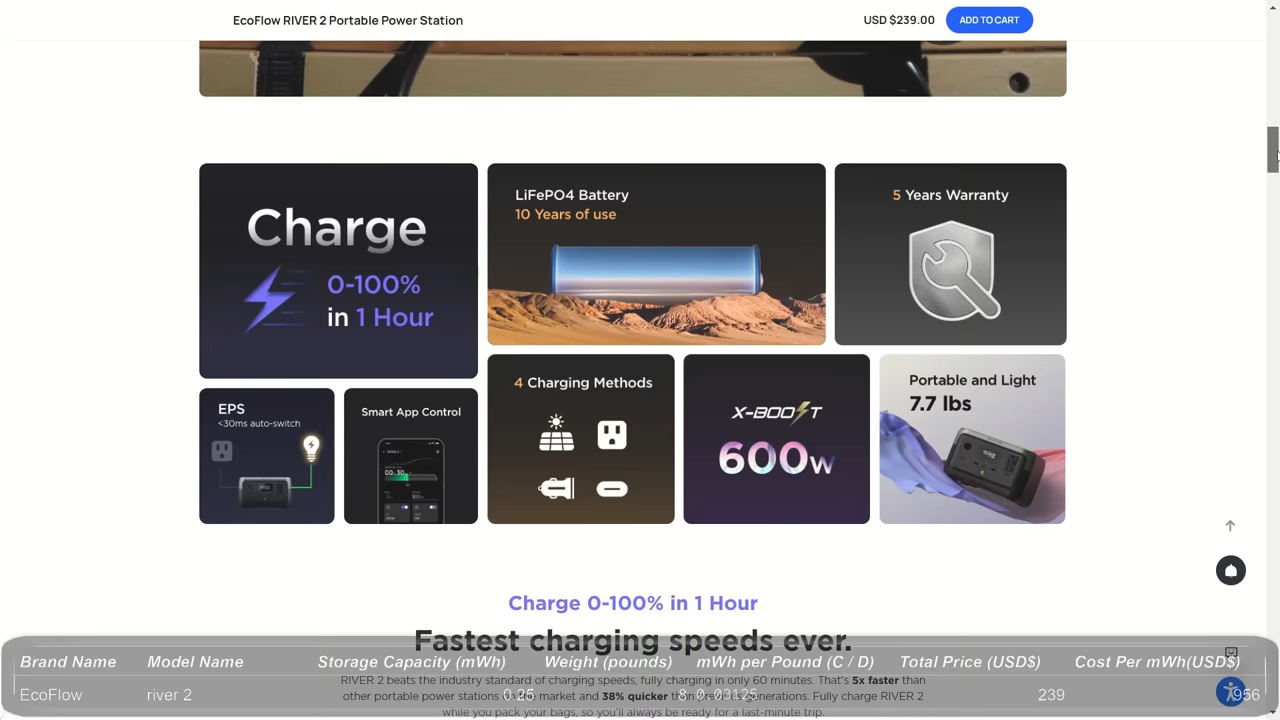 EcoFlow RIVER 2 Portable Power Station
USD $239.00
ADD TO CART
Charge
0-100%
in 1 Hour
LiFePO4 Battery
10 Years of use
5 Years Warranty
EPS
<30ms auto-switch
Smart App Control
4 Charging Methods
X-BOOST
600W
Portable and Light
7.7 lbs
Charge 0-100% in 1 Hour
Fastest charging speeds ever.
RIVER 2 beats the industry standard of charging speeds, fully charging in only 60 minutes. That's 5x faster than
other portable power stations on the market and 38% quicker than previous generations. Fully charge RIVER 2
while you pack your bags, so you'll always be ready for a last-minute trip.
Brand Name Model Name Storage Capacity (mWh) Weight (pounds) mWh per Pound (C / D) Total Price (USD$) Cost Per mWh(USD$)
EcoFlow river 2 0.25 8 0.03125 239 956